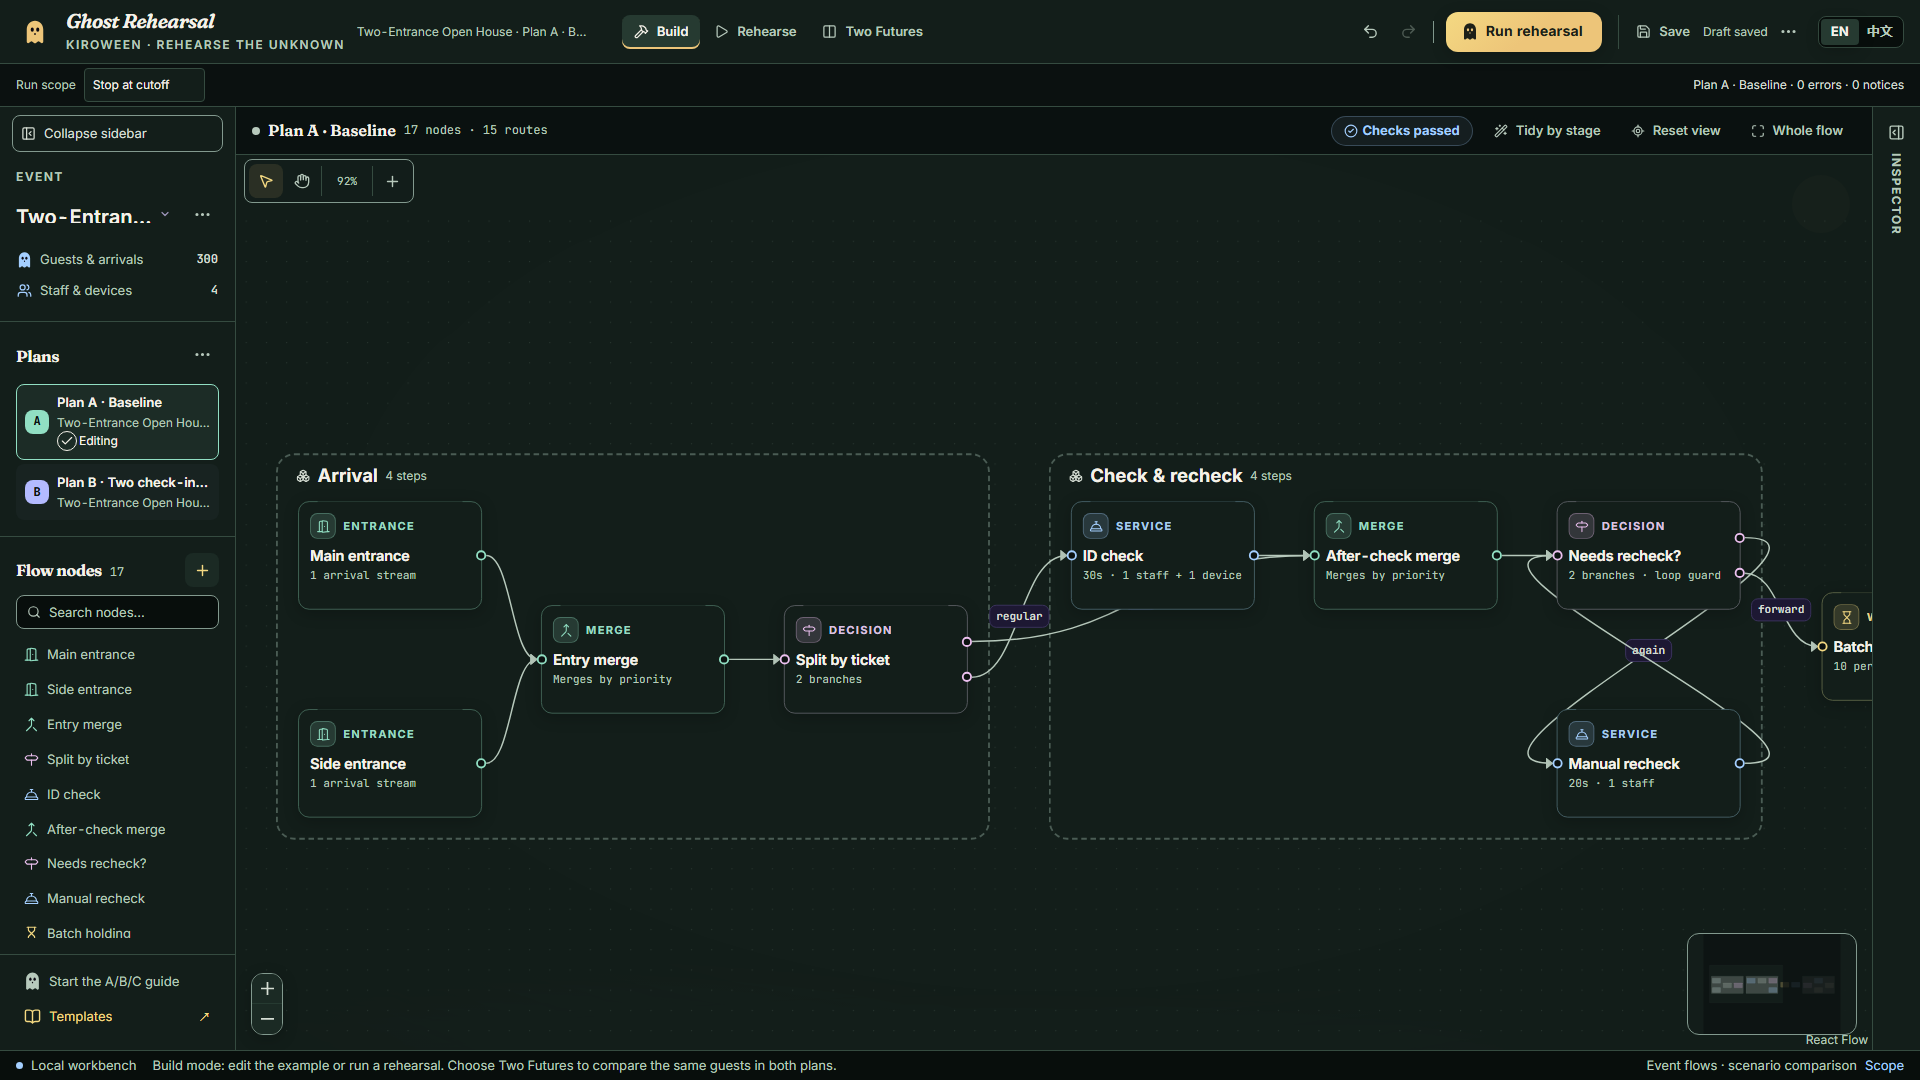 Ghost Rehearsal
KIROWEEN · REHEARSE THE UNKNOWN
Two-Entrance Open House · Plan A · B...
Build
Rehearse
Two Futures
Run rehearsal
Save
Draft saved
EN
中文
Run scope
Stop at cutoff
Plan A · Baseline · 0 errors · 0 notices
Collapse sidebar
EVENT
Two-Entran...
Guests & arrivals 300
Staff & devices 4
Plans
A
Plan A · Baseline
Two-Entrance Open Hou...
Editing
B
Plan B · Two check-in...
Two-Entrance Open Hou...
Flow nodes 17
Search nodes...
Main entrance
Side entrance
Entry merge
Split by ticket
ID check
After-check merge
Needs recheck?
Manual recheck
Batch holding
Start the A/B/C guide
Templates
Plan A · Baseline 17 nodes · 15 routes
Checks passed
Tidy by stage
Reset view
Whole flow
92%
INSPECTOR
Arrival 4 steps
ENTRANCE
Main entrance
1 arrival stream
MERGE
Entry merge
Merges by priority
DECISION
Split by ticket
2 branches
ENTRANCE
Side entrance
1 arrival stream
regular
Check & recheck 4 steps
SERVICE
ID check
30s · 1 staff + 1 device
MERGE
After-check merge
Merges by priority
DECISION
Needs recheck?
2 branches · loop guard
forward
again
SERVICE
Manual recheck
20s · 1 staff
Batch
10 per
React Flow
Local workbench
Build mode: edit the example or run a rehearsal. Choose Two Futures to compare the same guests in both plans.
Event flows · scenario comparison
Scope